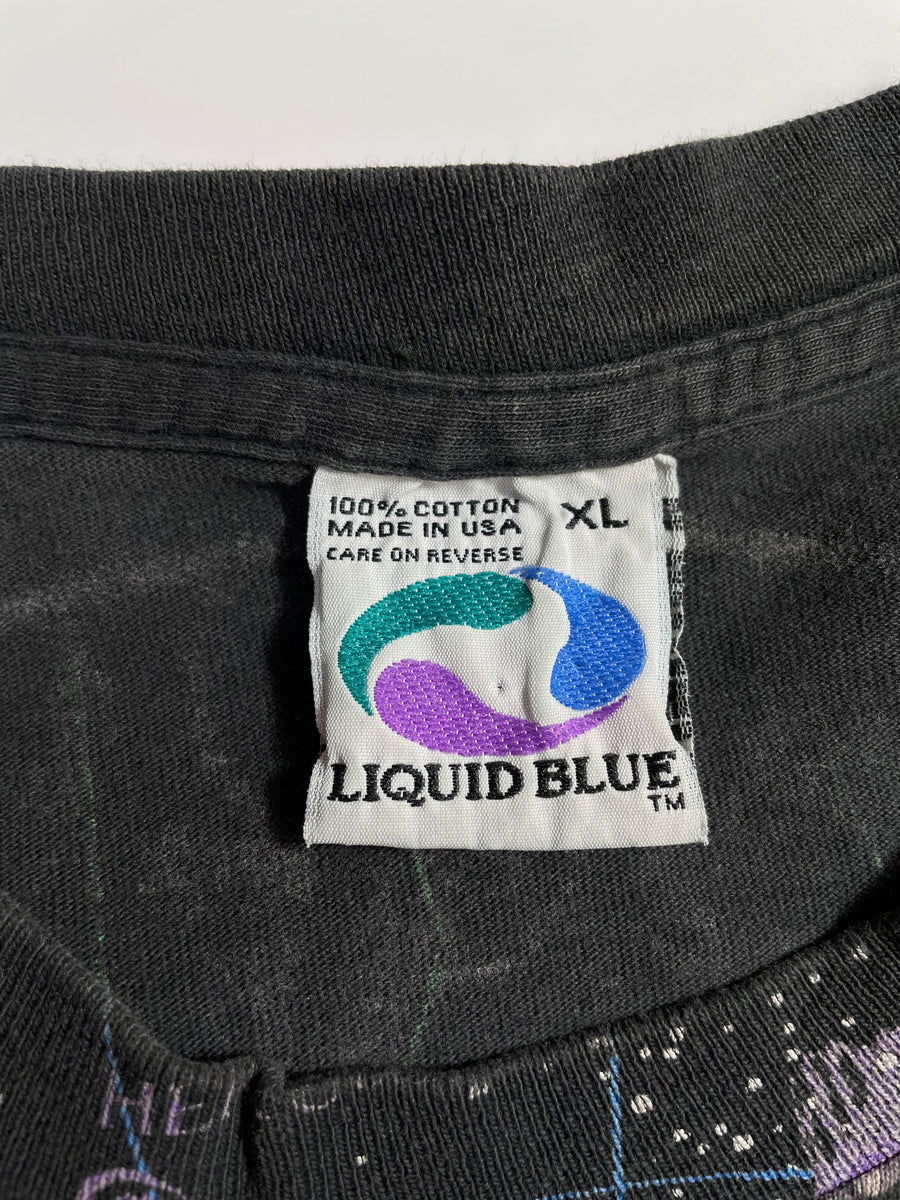 100% COTTON XL
MADE IN USA
CARE ON REVERSE
LIQUID BLUE
TM